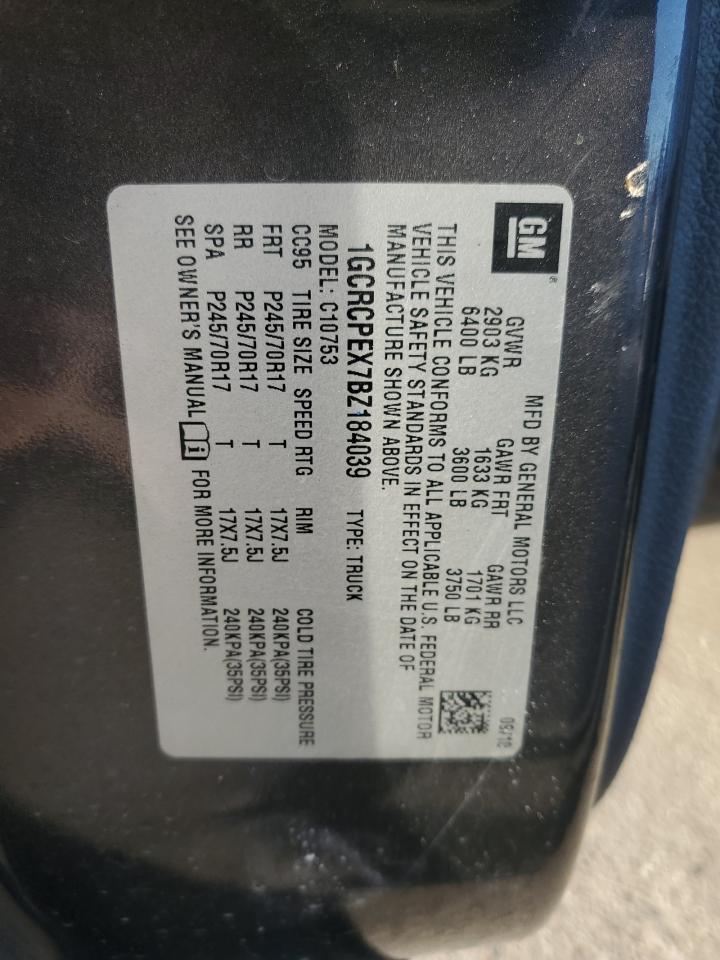 GM ®
MFD BY GENERAL MOTORS LLC 09/10
GVWR GAWR FRT GAWR RR
2903 KG 1633 KG 1701 KG
6400 LB 3600 LB 3750 LB
THIS VEHICLE CONFORMS TO ALL APPLICABLE U.S. FEDERAL MOTOR
VEHICLE SAFETY STANDARDS IN EFFECT ON THE DATE OF
MANUFACTURE SHOWN ABOVE.
1GCRCPEX7BZ184039 TYPE: TRUCK
MODEL: C10753
CC95 TIRE SIZE SPEED RTG RIM COLD TIRE PRESSURE
FRT P245/70R17 T 17X7.5J 240KPA(35PSI)
RR P245/70R17 T 17X7.5J 240KPA(35PSI)
SPA P245/70R17 T 17X7.5J 240KPA(35PSI)
SEE OWNER'S MANUAL i FOR MORE INFORMATION.